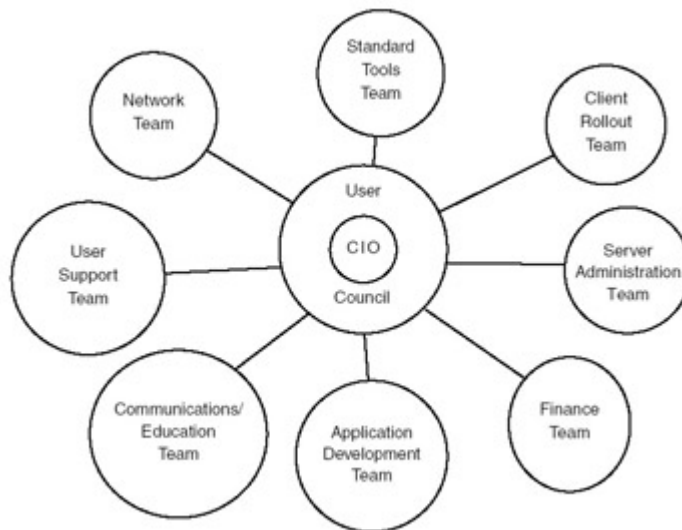 Standard
Tools
Team
Network
Team
Client
Rollout
Team
User
CIO
Council
User
Support
Team
Server
Administration
Team
Communications/
Education
Team
Application
Development
Team
Finance
Team